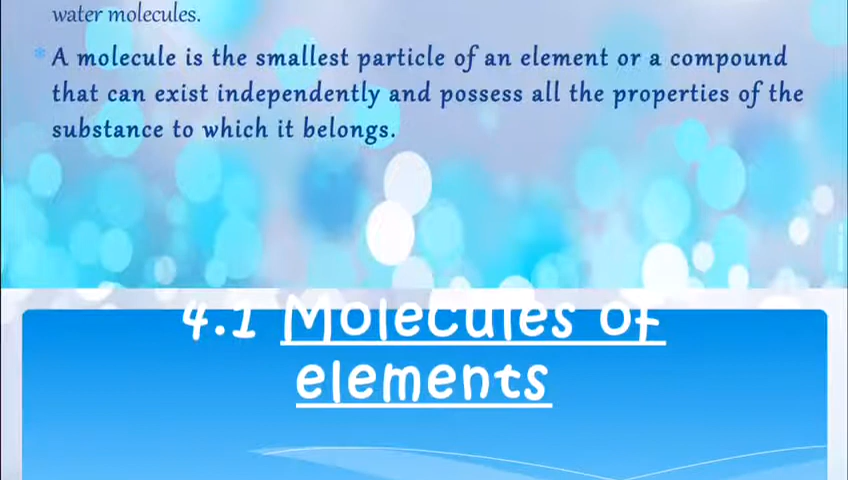 water molecules.
A molecule is the smallest particle of an element or a compound
that can exist independently and possess all the properties of the
substance to which it belongs.
4.1 Molecules of
elements